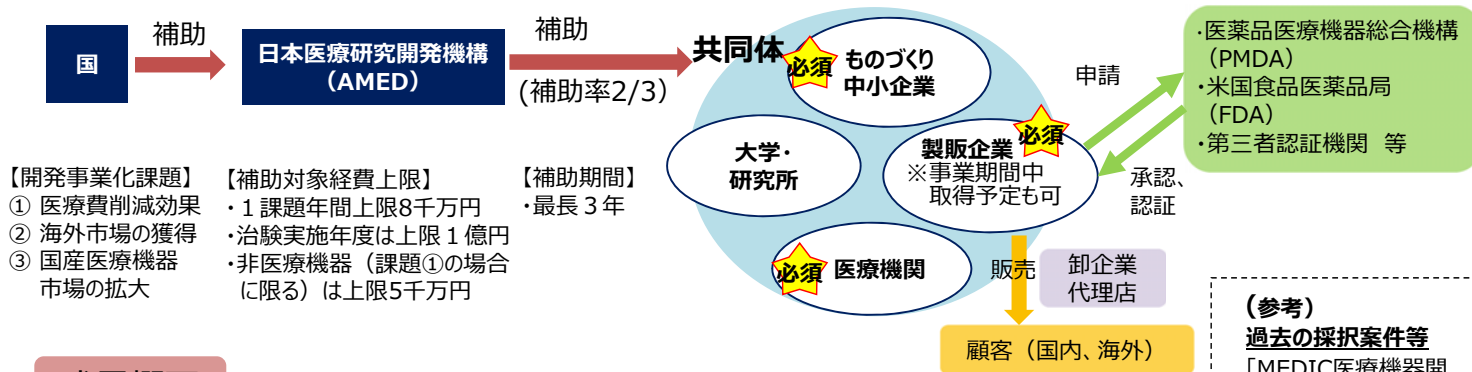 国
補助
日本医療研究開発機構
（AMED）
補助
(補助率2/3）
共同体
必須
ものづくり
中小企業
大学・
研究所
必須
製販企業
※事業期間中
取得予定も可
必須
医療機関
申請
承認、
認証
・医薬品医療機器総合機構
（PMDA）
・米国食品医薬品局
（FDA）
・第三者認証機関　等
【開発事業化課題】
① 医療費削減効果
② 海外市場の獲得
③ 国産医療機器
市場の拡大
【補助対象経費上限】
・１課題年間上限8千万円
・治験実施年度は上限１億円
・非医療機器（課題①の場合
に限る）は上限5千万円
【補助期間】
・最長３年
販売
卸企業
代理店
顧客（国内、海外）
（参考）
過去の採択案件等